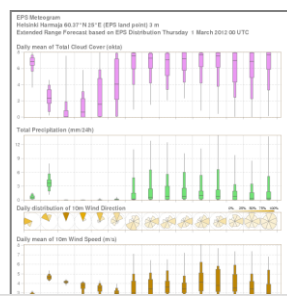 EPS Meteogram
Helsinki Harmaja 60.37°N 26°E (EPS land point) 3 m
Extended Range Forecast based on EPS Distribution Thursday 1 March 2012 00 UTC
Daily mean of Total Cloud Cover (okta)
8
Total Precipitation (mm/24h)
Daily distribution of 10m Wind Direction
Daily mean of 10m Wind Speed (m/s)